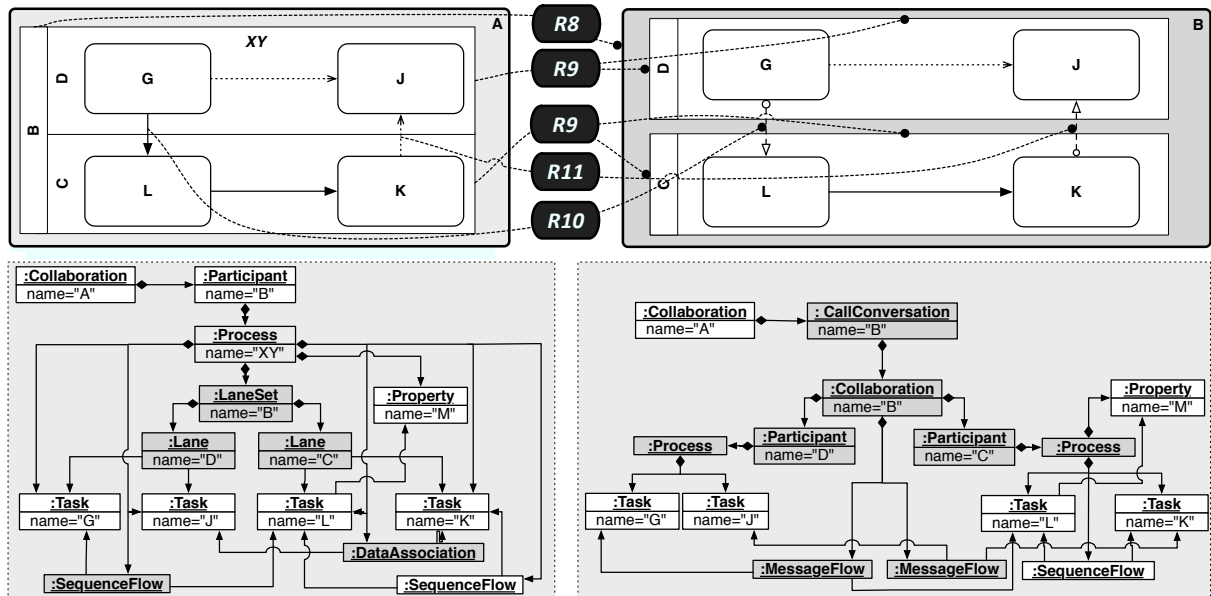 A
XY
D
G
J
B
C
L
K
R8
R9
R9
R11
R10
B
D
G
J
C
L
K
:Collaboration
name="A"
:Participant
name="B"
:Process
name="XY"
:LaneSet
name="B"
:Property
name="M"
:Lane
name="D"
:Lane
name="C"
:Task
name="G"
:Task
name="J"
:Task
name="L"
:Task
name="K"
:DataAssociation
:SequenceFlow
:SequenceFlow
:Collaboration
name="A"
: CallConversation
name="B"
:Collaboration
name="B"
:Property
name="M"
:Process
:Participant
name="D"
:Participant
name="C"
:Process
:Task
name="G"
:Task
name="J"
:Task
name="L"
:Task
name="K"
:MessageFlow
:MessageFlow
:SequenceFlow